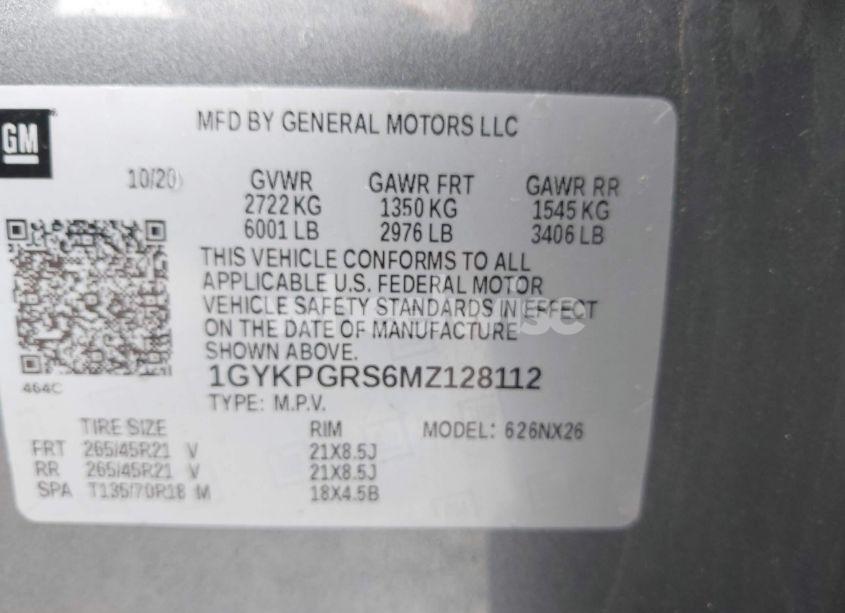 GM
MFD BY GENERAL MOTORS LLC
10/20 GVWR GAWR FRT GAWR RR
2722 KG 1350 KG 1545 KG
6001 LB 2976 LB 3406 LB
THIS VEHICLE CONFORMS TO ALL
APPLICABLE U.S. FEDERAL MOTOR
VEHICLE SAFETY STANDARDS IN EFFECT
ON THE DATE OF MANUFACTURE
SHOWN ABOVE.
464C
1GYKPGRS6MZ128112
TYPE: M.P.V.
TIRE SIZE RIM MODEL: 626NX26
FRT 265/45R21 V 21X8.5J
RR 265/45R21 V 21X8.5J
SPA T135/70R18 M 18X4.5B